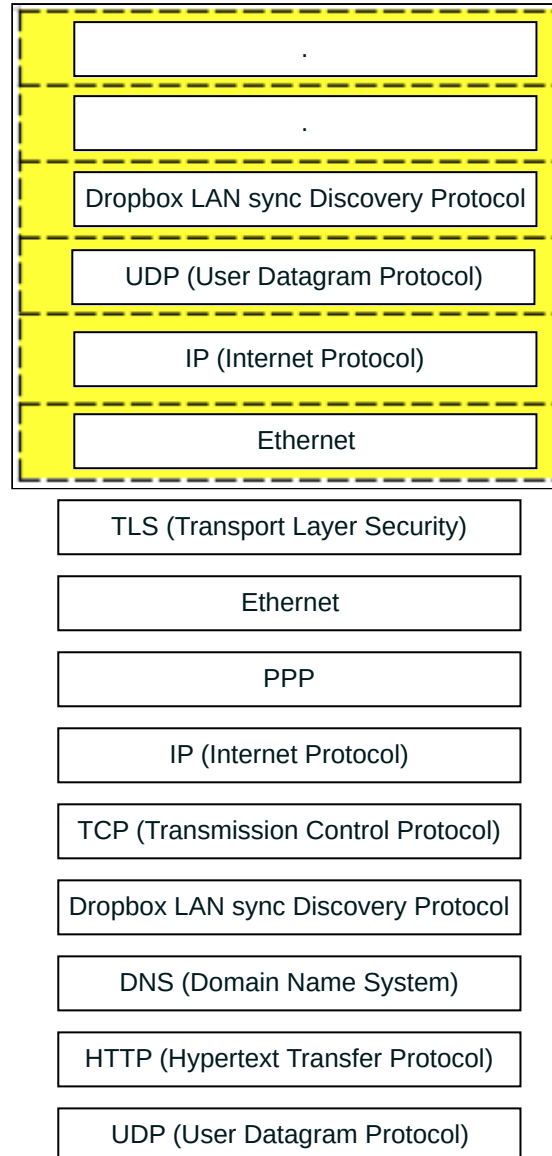 .
.
Dropbox LAN sync Discovery Protocol
UDP (User Datagram Protocol)
IP (Internet Protocol)
Ethernet
TLS (Transport Layer Security)
Ethernet
PPP
IP (Internet Protocol)
TCP (Transmission Control Protocol)
Dropbox LAN sync Discovery Protocol
DNS (Domain Name System)
HTTP (Hypertext Transfer Protocol)
UDP (User Datagram Protocol)